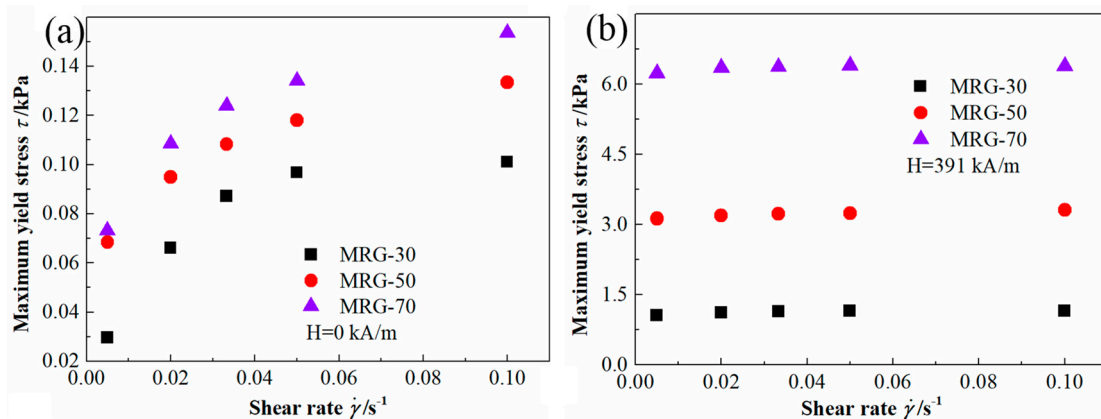 (a)
Maximum yield stress τ /kPa
0.14
0.12
0.10
0.08
0.06
0.04
0.02
MRG-30
MRG-50
MRG-70
H=0 kA/m
0.00 0.02 0.04 0.06 0.08 0.10
Shear rate γ̇ /s⁻¹
(b)
Maximum yield stress τ /kPa
6.0
4.5
3.0
1.5
0.0
MRG-30
MRG-50
MRG-70
H=391 kA/m
0.00 0.02 0.04 0.06 0.08 0.10
Shear rate γ̇ /s⁻¹